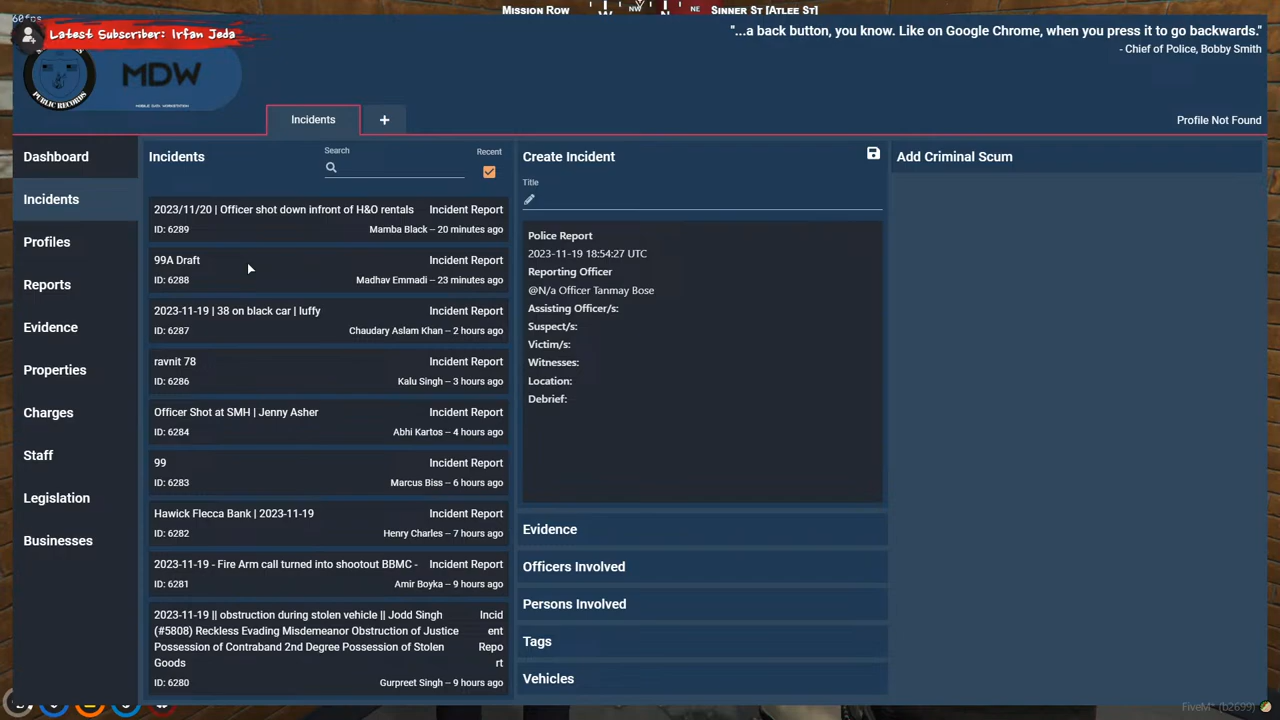 60fps
Mission Row
W
NW
NE
Sinner St [Atlee St]
Latest Subscriber: Irfan Jeda
"...a back button, you know. Like on Google Chrome, when you press it to go backwards."
- Chief of Police, Bobby Smith
PUBLIC RECORDS
MDW
MOBILE DATA WORKSTATION
Incidents
+
Profile Not Found
Dashboard
Incidents
Profiles
Reports
Evidence
Properties
Charges
Staff
Legislation
Businesses
Incidents
Search
Recent
2023/11/20 | Officer shot down infront of H&O rentals Incident Report
ID: 6289 Mamba Black -- 20 minutes ago
99A Draft Incident Report
ID: 6288 Madhav Emmadi -- 23 minutes ago
2023-11-19 | 38 on black car | luffy Incident Report
ID: 6287 Chaudary Aslam Khan -- 2 hours ago
ravnit 78 Incident Report
ID: 6286 Kalu Singh -- 3 hours ago
Officer Shot at SMH | Jenny Asher Incident Report
ID: 6284 Abhi Kartos -- 4 hours ago
99 Incident Report
ID: 6283 Marcus Biss -- 6 hours ago
Hawick Flecca Bank | 2023-11-19 Incident Report
ID: 6282 Henry Charles -- 7 hours ago
2023-11-19 - Fire Arm call turned into shootout BBMC - Incident Report
ID: 6281 Amir Boyka -- 9 hours ago
2023-11-19 || obstruction during stolen vehicle || Jodd Singh Incid
(#5808) Reckless Evading Misdemeanor Obstruction of Justice ent
Possession of Contraband 2nd Degree Possession of Stolen Repo
Goods rt
ID: 6280 Gurpreet Singh -- 9 hours ago
Create Incident
Title
Police Report
2023-11-19 18:54:27 UTC
Reporting Officer
@N/a Officer Tanmay Bose
Assisting Officer/s:
Suspect/s:
Victim/s:
Witnesses:
Location:
Debrief:
Evidence
Officers Involved
Persons Involved
Tags
Vehicles
Add Criminal Scum
FiveM* (b2699)